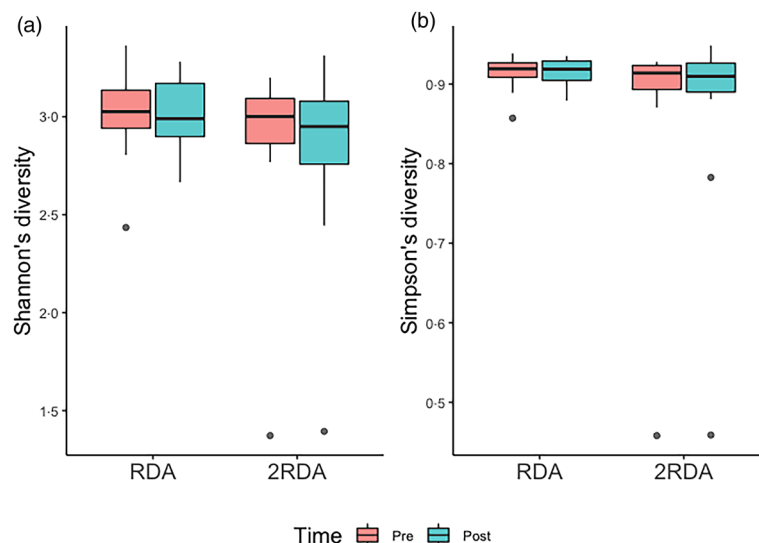 (a)
Shannon's diversity
3·0
2·5
2·0
1·5
RDA 2RDA
(b)
Simpson's diversity
0·9
0·8
0·7
0·6
0·5
RDA 2RDA
Time Pre Post